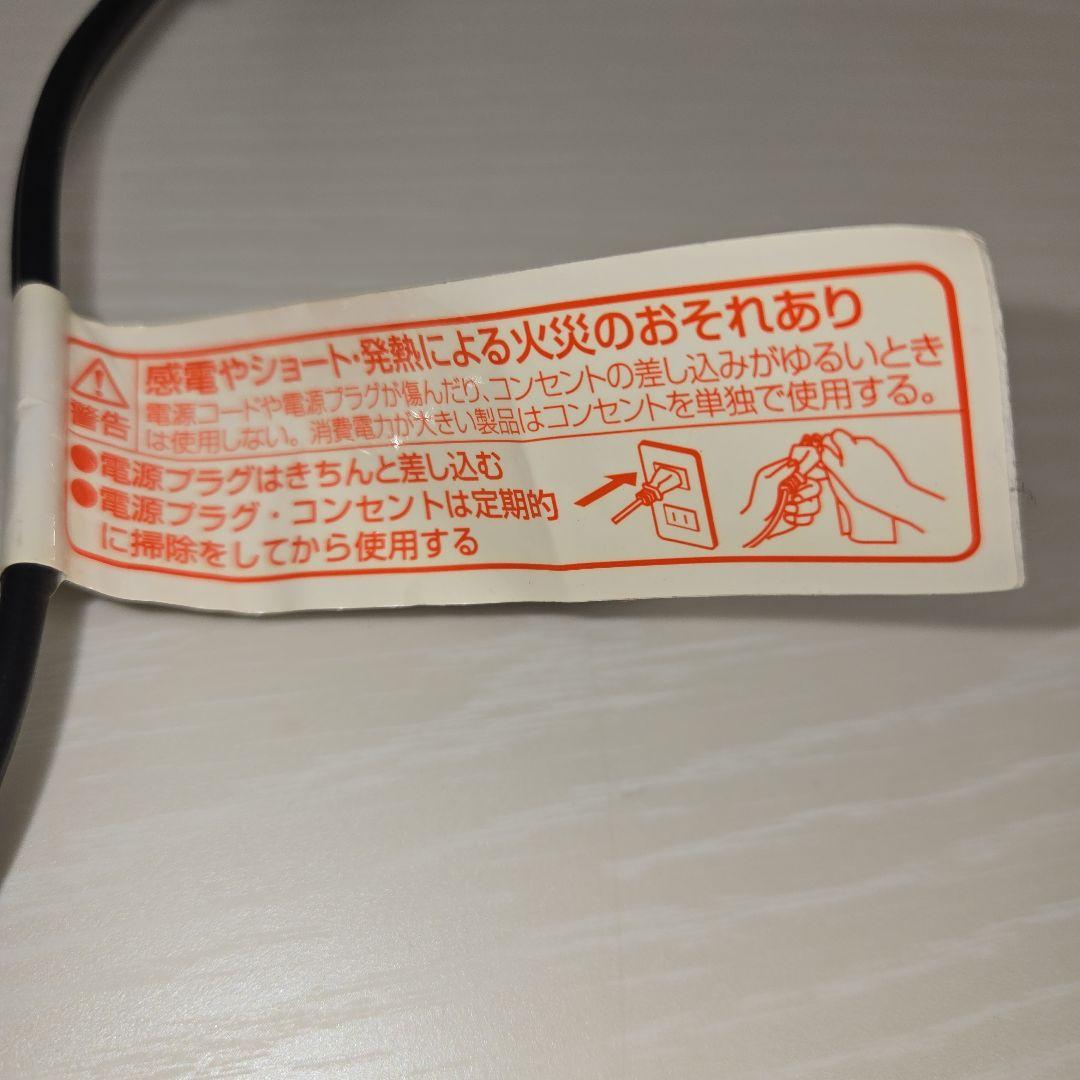 警告
感電やショート・発熱による火災のおそれあり
電源コードや電源プラグが傷んだり、コンセントの差し込みがゆるいとき
は使用しない。消費電力が大きい製品はコンセントを単独で使用する。
●電源プラグはきちんと差し込む
●電源プラグ・コンセントは定期的
に掃除をしてから使用する